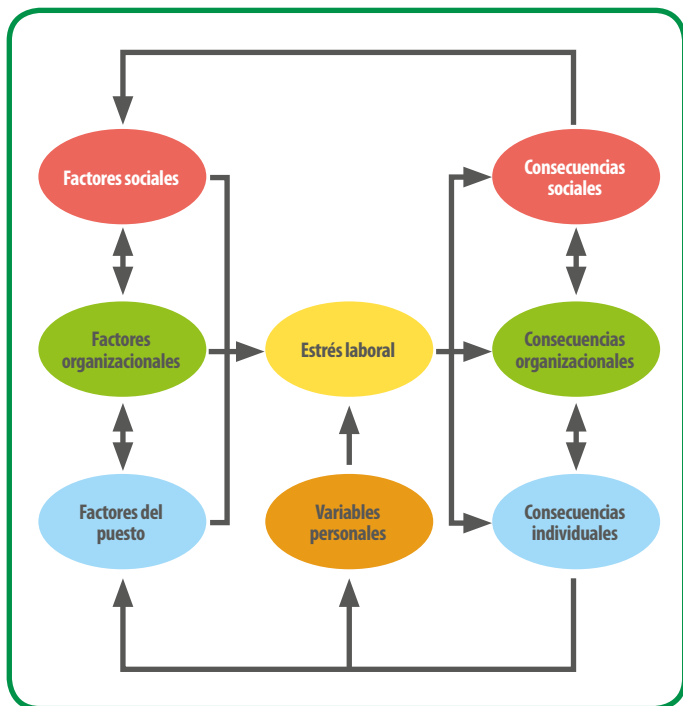 Factores sociales
Consecuencias
sociales
Factores
organizacionales
Estrés laboral
Consecuencias
organizacionales
Factores del
puesto
Variables
personales
Consecuencias
individuales